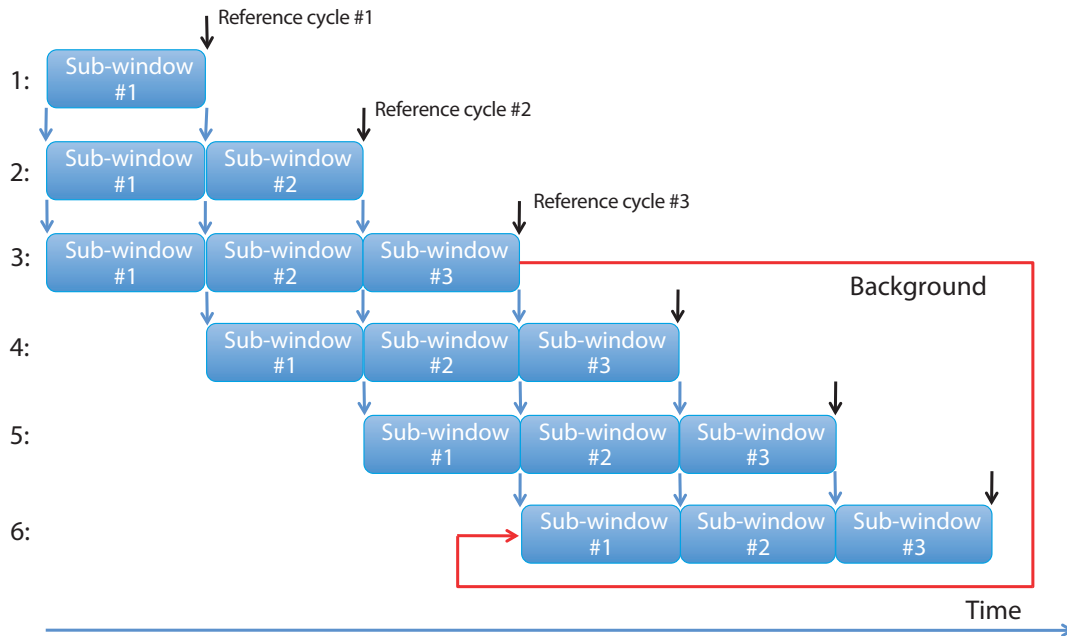 Reference cycle #1
1:
Sub-window
#1
Reference cycle #2
2:
Sub-window
#1
Sub-window
#2
Reference cycle #3
3:
Sub-window
#1
Sub-window
#2
Sub-window
#3
Background
4:
Sub-window
#1
Sub-window
#2
Sub-window
#3
5:
Sub-window
#1
Sub-window
#2
Sub-window
#3
6:
Sub-window
#1
Sub-window
#2
Sub-window
#3
Time